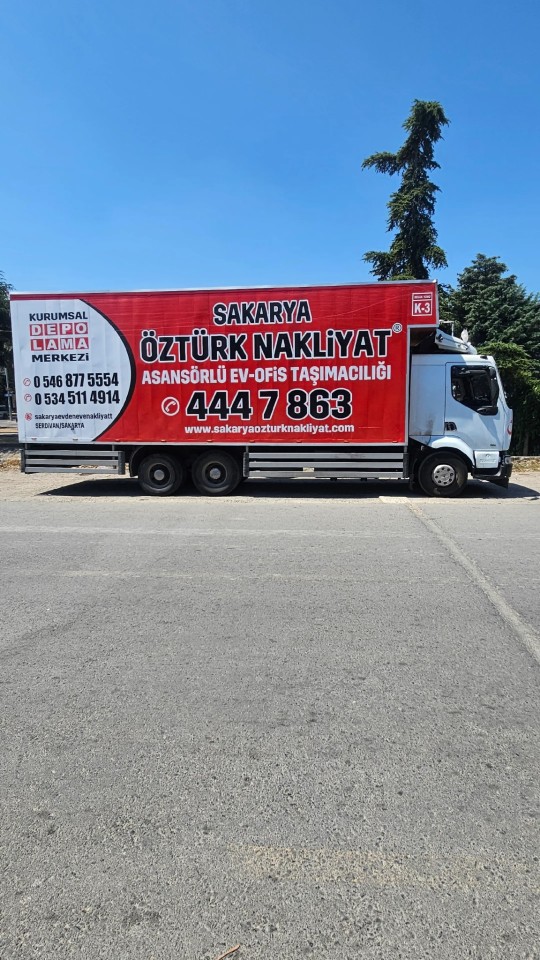 KURUMSAL
DEPO
LAMA
MERKEZİ
0 546 877 5554
0 534 511 4914
sakaryaevdenevenakliyatt
SERDİVAN/SAKARYA
SAKARYA
ÖZTÜRK NAKLİYAT®
ASANSÖRLÜ EV-OFİS TAŞIMACILIĞI
444 7 863
www.sakaryaozturknakliyat.com
K-3